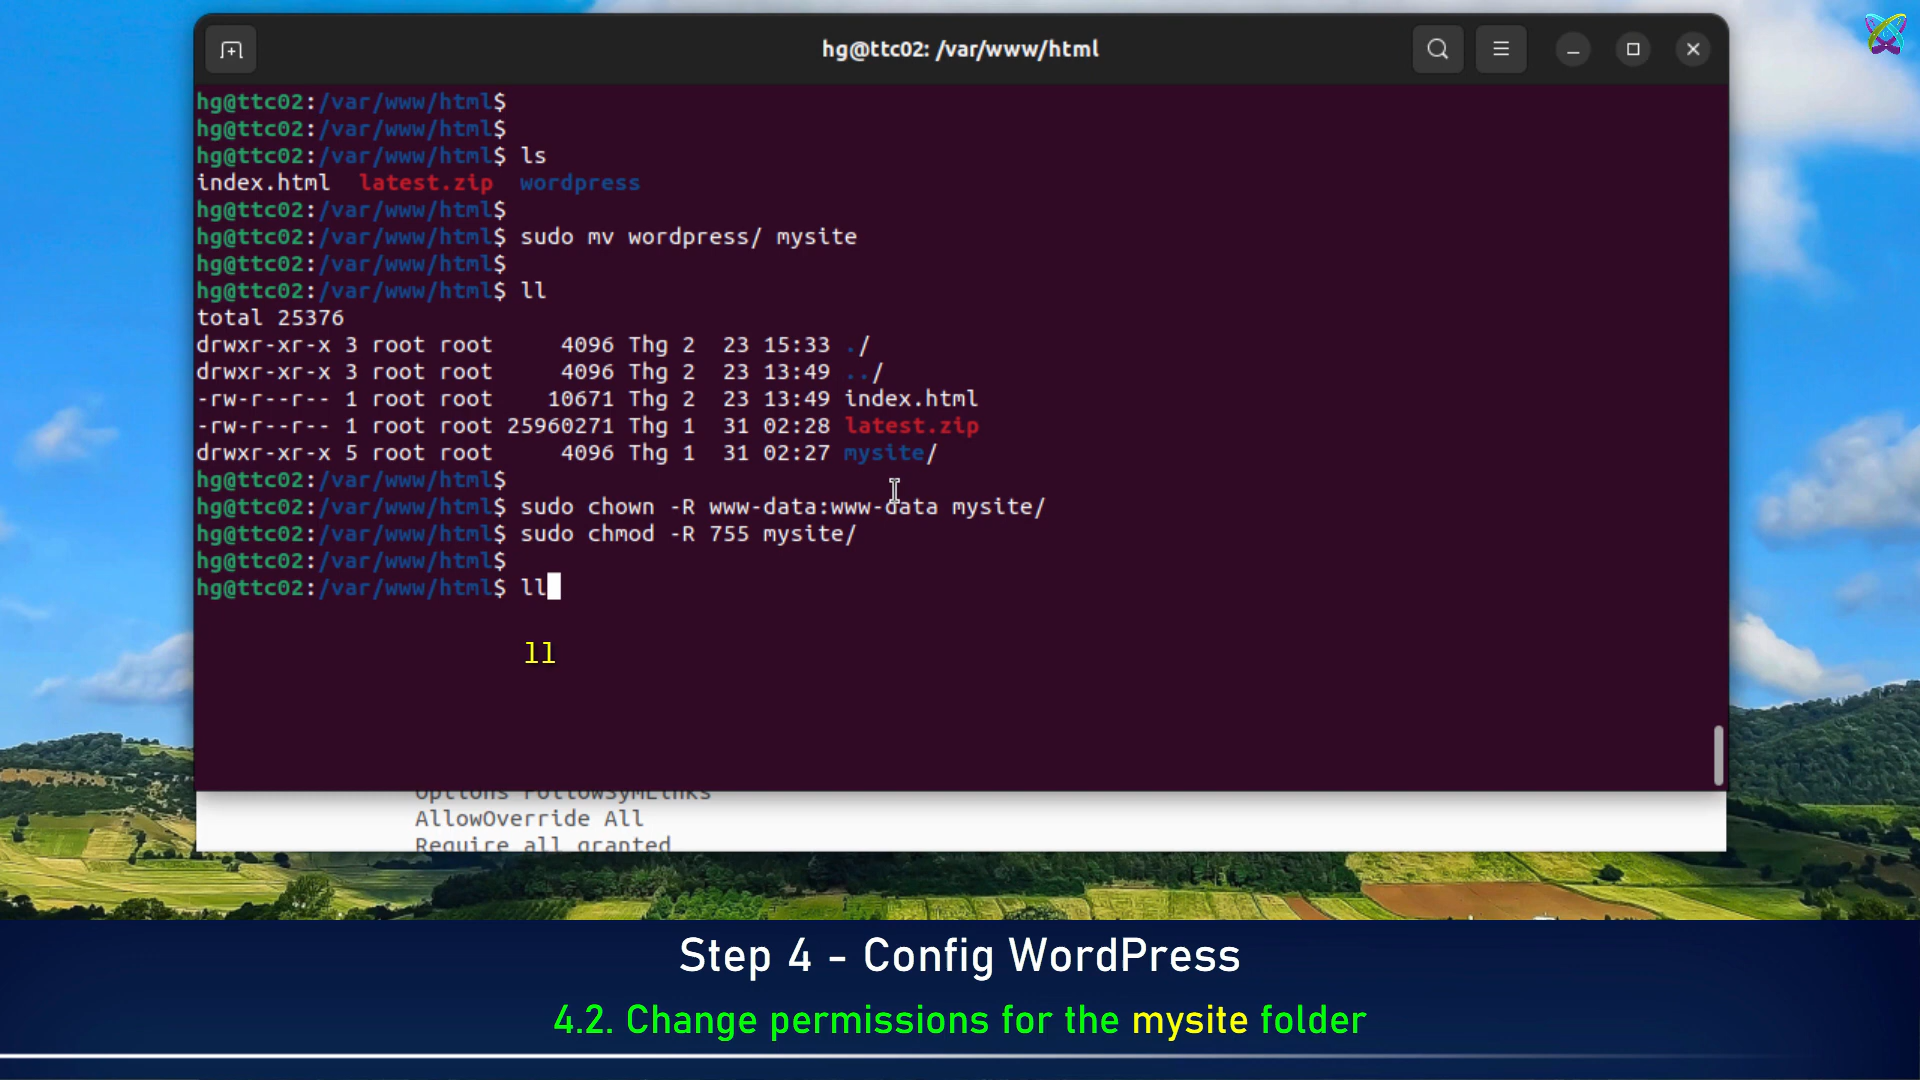 hg@ttc02: /var/www/html
hg@ttc02:/var/www/html$
hg@ttc02:/var/www/html$
hg@ttc02:/var/www/html$ ls
index.html  latest.zip  wordpress
hg@ttc02:/var/www/html$
hg@ttc02:/var/www/html$ sudo mv wordpress/ mysite
hg@ttc02:/var/www/html$
hg@ttc02:/var/www/html$ ll
total 25376
drwxr-xr-x 3 root root     4096 Thg 2  23 15:33 ./
drwxr-xr-x 3 root root     4096 Thg 2  23 13:49 ../
-rw-r--r-- 1 root root    10671 Thg 2  23 13:49 index.html
-rw-r--r-- 1 root root 25960271 Thg 1  31 02:28 latest.zip
drwxr-xr-x 5 root root     4096 Thg 1  31 02:27 mysite/
hg@ttc02:/var/www/html$
hg@ttc02:/var/www/html$ sudo chown -R www-data:www-data mysite/
hg@ttc02:/var/www/html$ sudo chmod -R 755 mysite/
hg@ttc02:/var/www/html$
hg@ttc02:/var/www/html$ ll
ll
Options FollowSymLinks
AllowOverride All
Require all granted
Step 4 - Config WordPress
4.2. Change permissions for the mysite folder